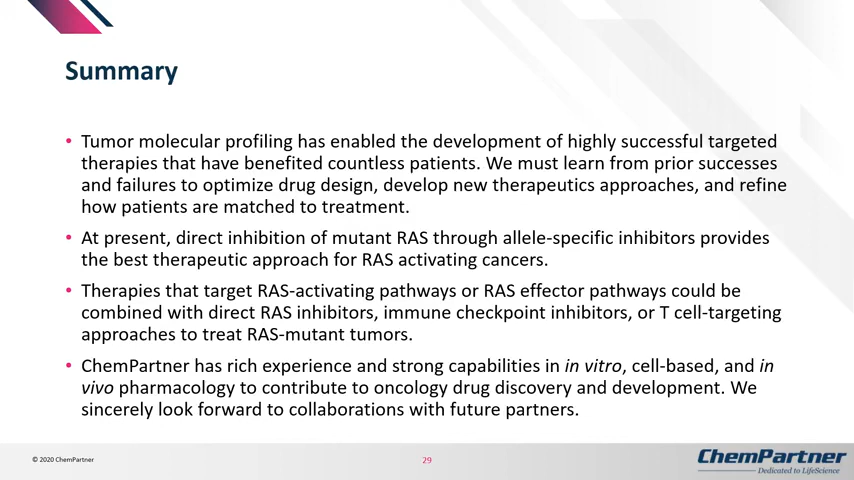 Summary
• Tumor molecular profiling has enabled the development of highly successful targeted
therapies that have benefited countless patients. We must learn from prior successes
and failures to optimize drug design, develop new therapeutics approaches, and refine
how patients are matched to treatment.
• At present, direct inhibition of mutant RAS through allele-specific inhibitors provides
the best therapeutic approach for RAS activating cancers.
• Therapies that target RAS-activating pathways or RAS effector pathways could be
combined with direct RAS inhibitors, immune checkpoint inhibitors, or T cell-targeting
approaches to treat RAS-mutant tumors.
• ChemPartner has rich experience and strong capabilities in in vitro, cell-based, and in
vivo pharmacology to contribute to oncology drug discovery and development. We
sincerely look forward to collaborations with future partners.
© 2020 ChemPartner
29
ChemPartner
Dedicated to LifeScience